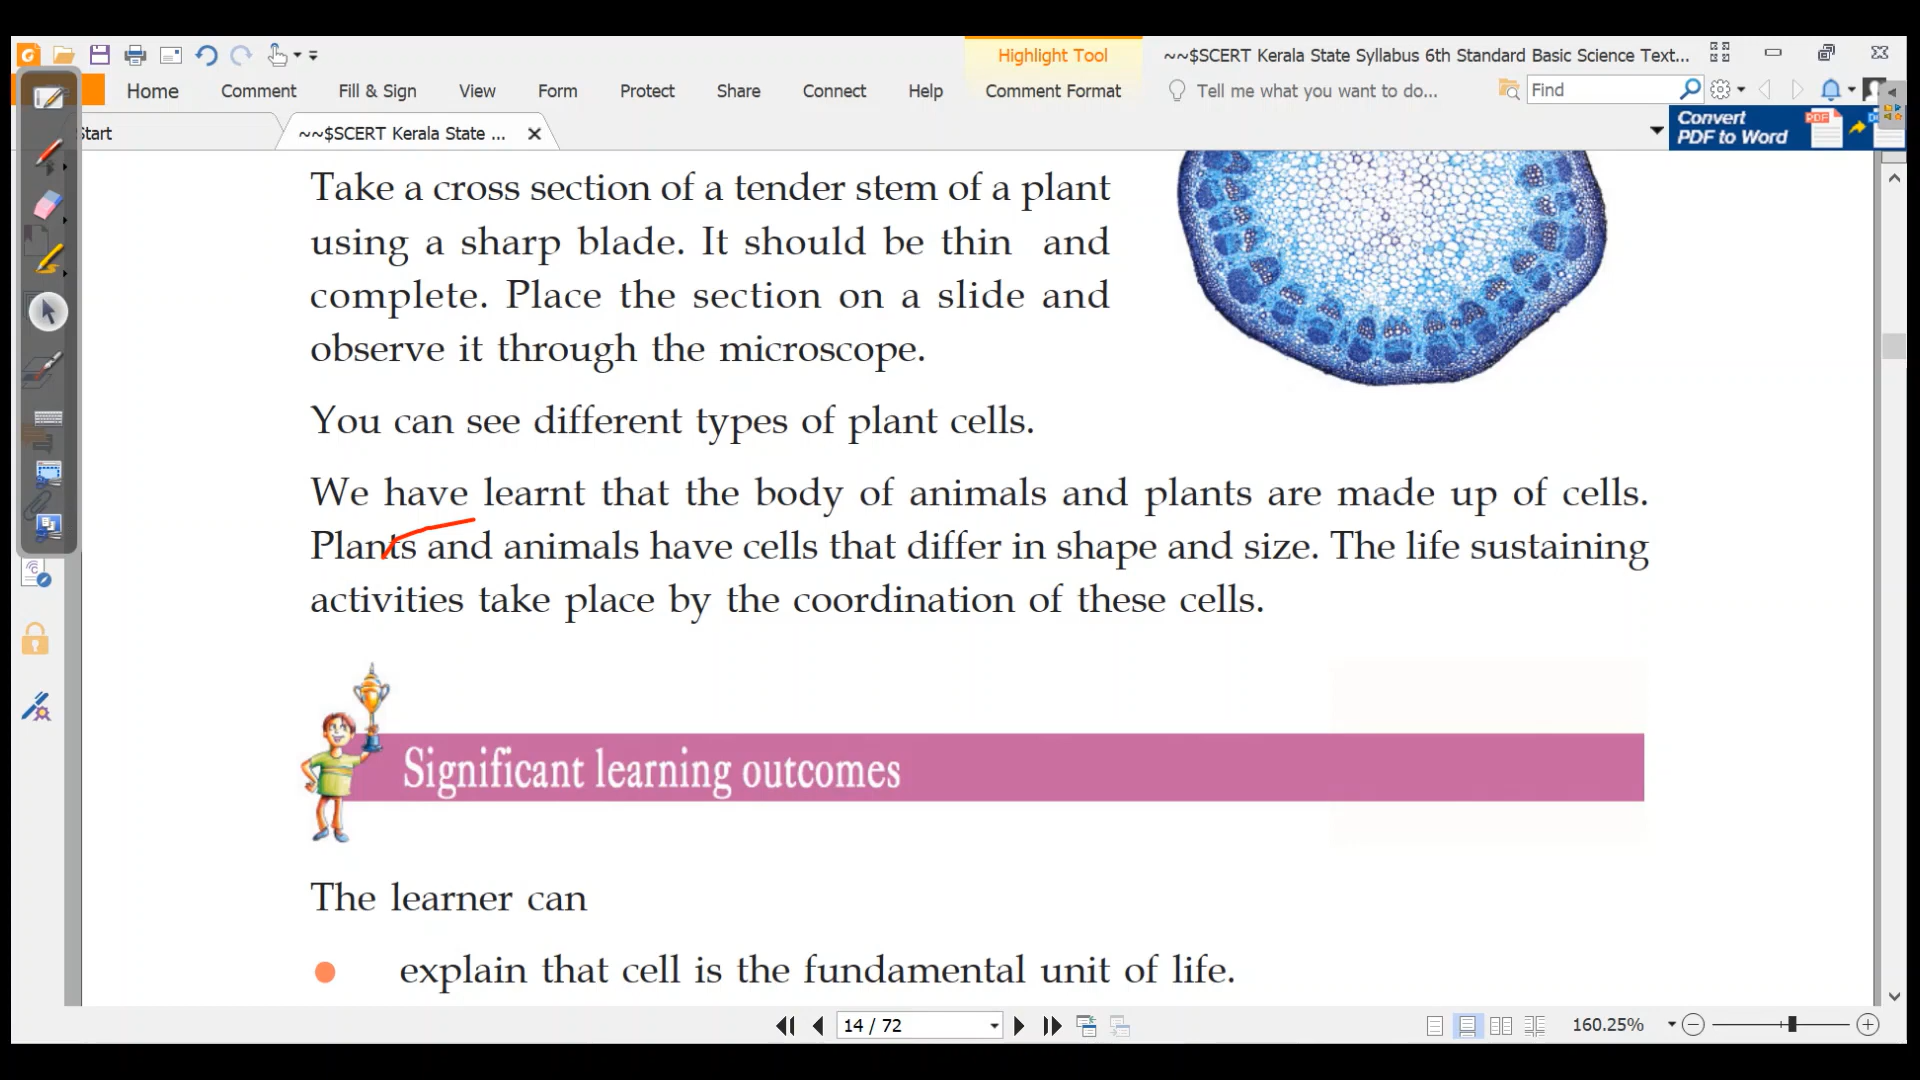 Highlight Tool
~~$SCERT Kerala State Syllabus 6th Standard Basic Science Text...
Home Comment Fill & Sign View Form Protect Share Connect Help Comment Format Tell me what you want to do... Find
Start ~~$SCERT Kerala State ...
Convert
PDF to Word
PDF
Take a cross section of a tender stem of a plant
using a sharp blade. It should be thin and
complete. Place the section on a slide and
observe it through the microscope.
You can see different types of plant cells.
We have learnt that the body of animals and plants are made up of cells.
Plants and animals have cells that differ in shape and size. The life sustaining
activities take place by the coordination of these cells.
Significant learning outcomes
The learner can
explain that cell is the fundamental unit of life.
14 / 72
160.25%